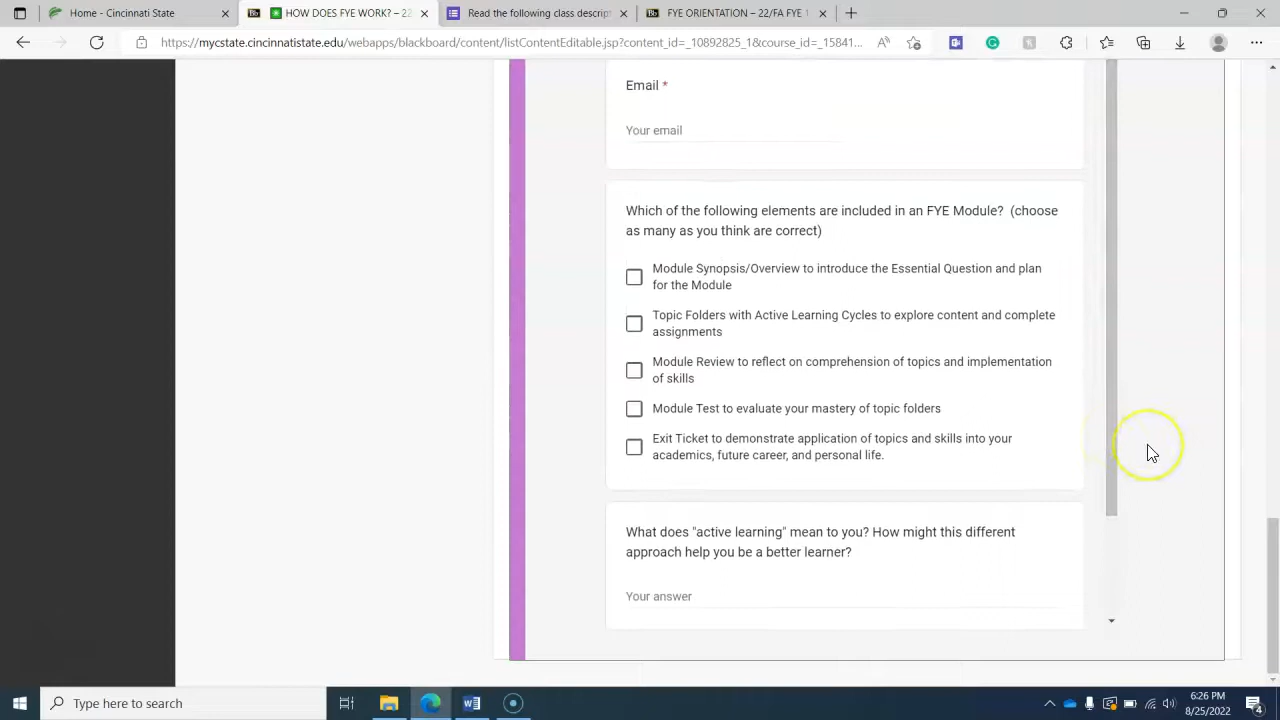 Home - Cincinnati State
Bb
HOW DOES FYE WORK? – 22
Read the following class descript
Bb
FYE ORIENTATION – 22/FA FYE 1
https://mycstate.cincinnatistate.edu/webapps/blackboard/content/listContentEditable.jsp?content_id=_10892825_1&course_id=_15841...
Email *
Your email
Which of the following elements are included in an FYE Module? (choose
as many as you think are correct)
Module Synopsis/Overview to introduce the Essential Question and plan
for the Module
Topic Folders with Active Learning Cycles to explore content and complete
assignments
Module Review to reflect on comprehension of topics and implementation
of skills
Module Test to evaluate your mastery of topic folders
Exit Ticket to demonstrate application of topics and skills into your
academics, future career, and personal life.
What does "active learning" mean to you? How might this different
approach help you be a better learner?
Your answer
Type here to search
6:26 PM
8/25/2022
4